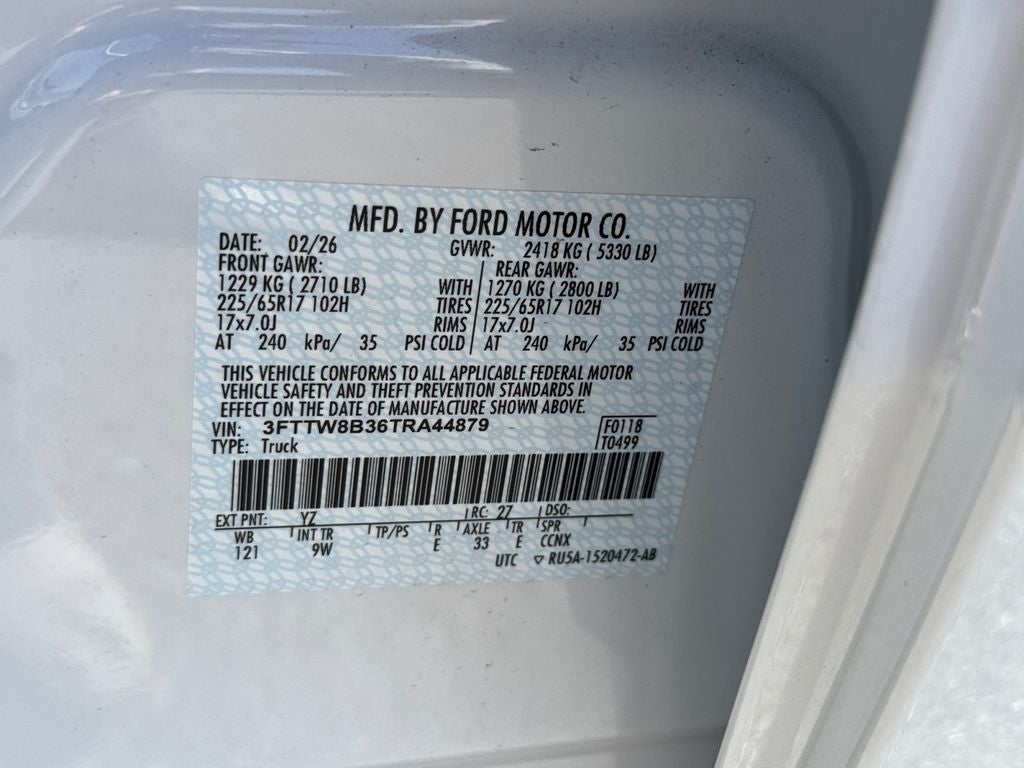 MFD. BY FORD MOTOR CO.
DATE: 02/26 GVWR: 2418 KG ( 5330 LB)
FRONT GAWR: REAR GAWR:
1229 KG ( 2710 LB) WITH 1270 KG ( 2800 LB) WITH
225/65R17 102H TIRES 225/65R17 102H TIRES
17x7.0J RIMS 17x7.0J RIMS
AT 240 kPa/ 35 PSI COLD AT 240 kPa/ 35 PSI COLD
THIS VEHICLE CONFORMS TO ALL APPLICABLE FEDERAL MOTOR
VEHICLE SAFETY AND THEFT PREVENTION STANDARDS IN
EFFECT ON THE DATE OF MANUFACTURE SHOWN ABOVE.
VIN: 3FTTW8B36TRA44879 F0118
TYPE: Truck T0499
EXT PNT: YZ RC: 27 DSO:
WB INT TR TP/PS R AXLE TR SPR
121 9W E 33 E CCNX
UTC ▽ RU5A-1520472-AB